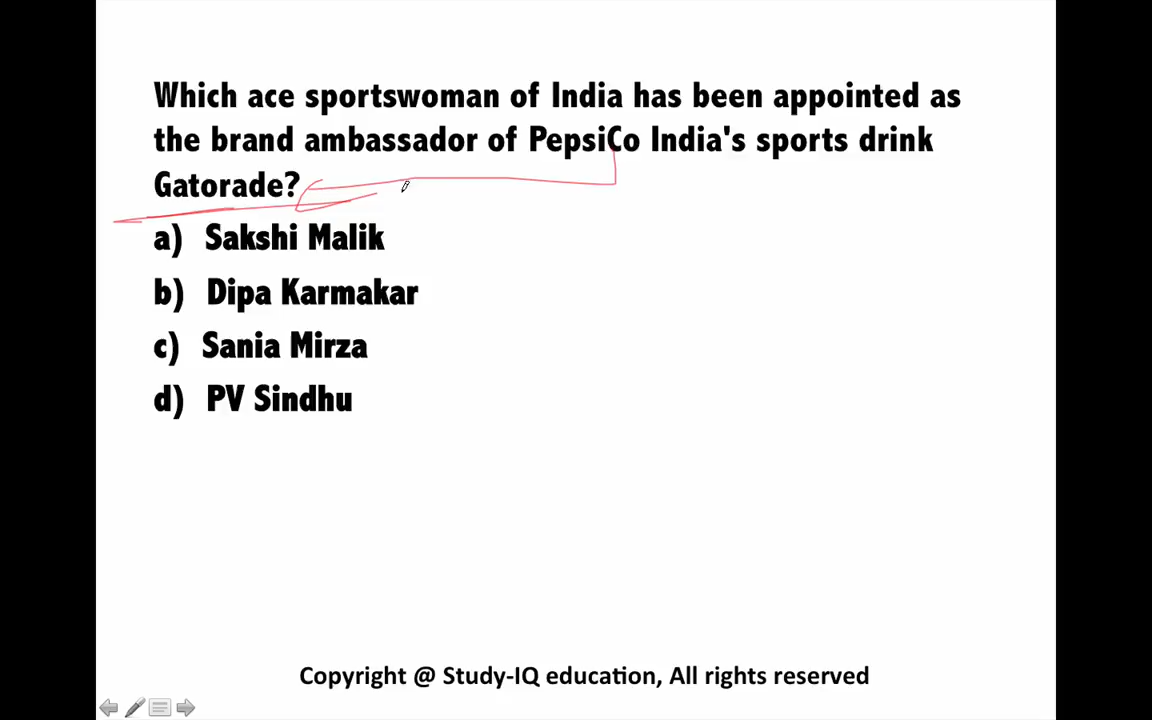 Which ace sportswoman of India has been appointed as
the brand ambassador of PepsiCo India's sports drink
Gatorade?
a) Sakshi Malik
b) Dipa Karmakar
c) Sania Mirza
d) PV Sindhu
Copyright @ Study-IQ education, All rights reserved